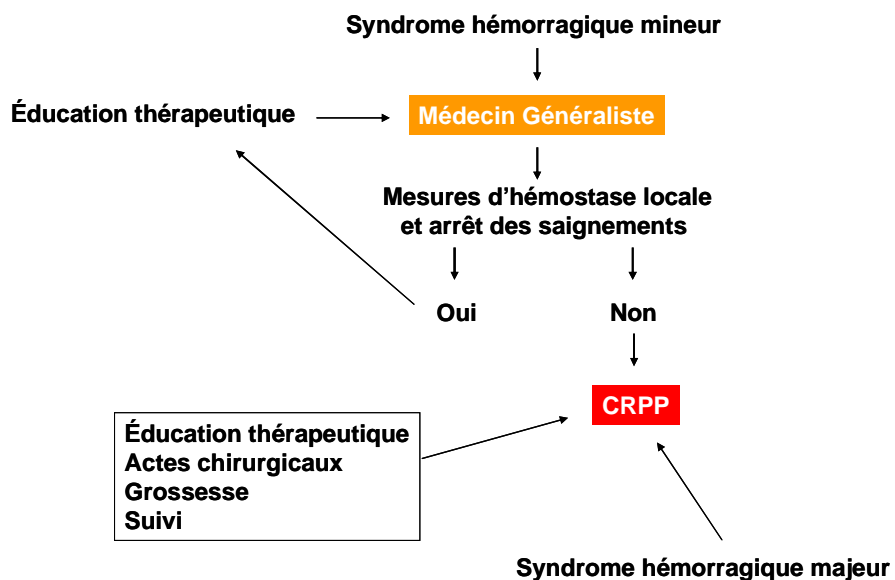 Syndrome hémorragique mineur
Éducation thérapeutique
Médecin Généraliste
Mesures d'hémostase locale
et arrêt des saignements
Oui
Non
CRPP
Éducation thérapeutique
Actes chirurgicaux
Grossesse
Suivi
Syndrome hémorragique majeur